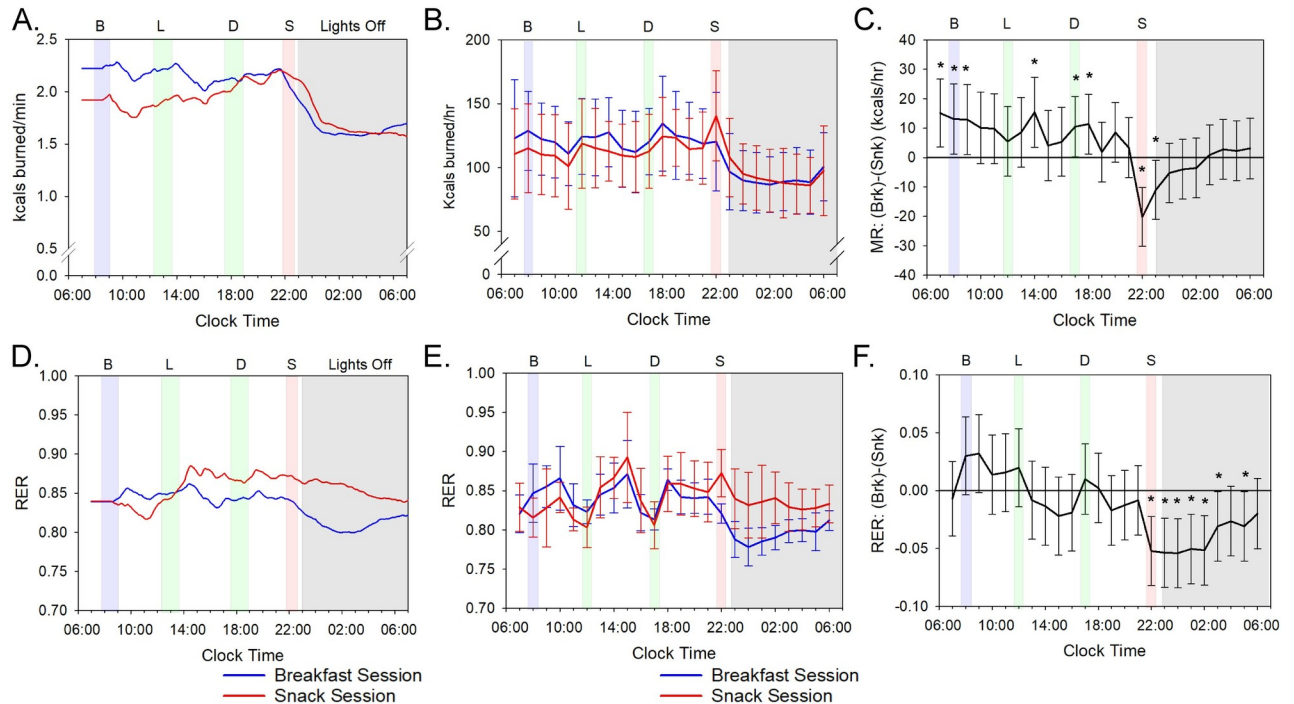 A.
B L D S Lights Off
kcals burned/min
2.5
2.0
1.5
1.0
0.5
0.0
06:00 10:00 14:00 18:00 22:00 02:00 06:00
Clock Time
B.
B L D S
Kcals burned/hr
200
150
100
50
0
06:00 10:00 14:00 18:00 22:00 02:00 06:00
Clock Time
C.
B L D S
MR: (Brk)-(Snk) (kcals/hr)
40
30
20
10
0
-10
-20
-30
-40
* * * * * * * *
06:00 10:00 14:00 18:00 22:00 02:00 06:00
Clock Time
D.
B L D S Lights Off
RER
1.00
0.95
0.90
0.85
0.80
0.75
0.70
06:00 10:00 14:00 18:00 22:00 02:00 06:00
Clock Time
Breakfast Session
Snack Session
E.
B L D S
RER
1.00
0.95
0.90
0.85
0.80
0.75
0.70
06:00 10:00 14:00 18:00 22:00 02:00 06:00
Clock Time
Breakfast Session
Snack Session
F.
B L D S
RER: (Brk)-(Snk)
0.10
0.05
0.00
-0.05
-0.10
* * * * * * *
06:00 10:00 14:00 18:00 22:00 02:00 06:00
Clock Time